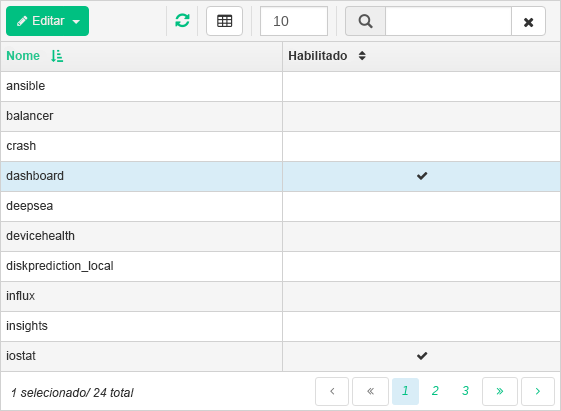 Editar
10
Nome
Habilitado
ansible
balancer
crash
dashboard
deepsea
devicehealth
diskprediction_local
influx
insights
iostat
1 selecionado/ 24 total
‹ « 1 2 3 » ›